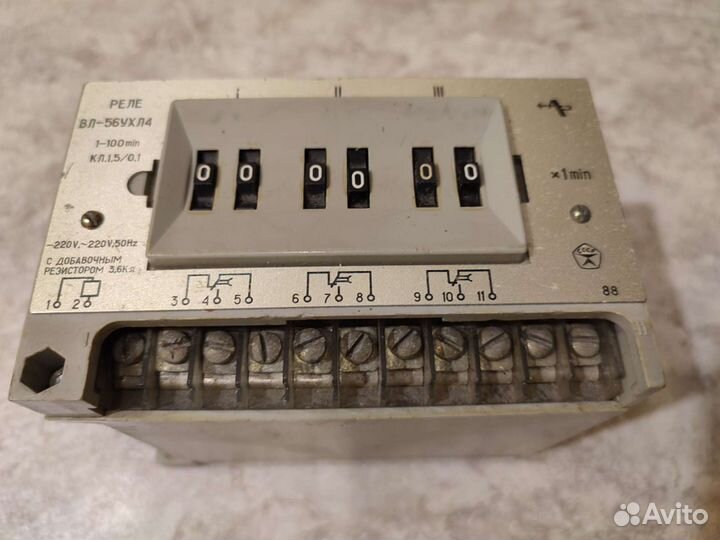 I II III
РЕЛЕ
ВЛ-56УХЛ4
1-100min
КЛ.1,5/0,1
0 0 0 0 0 0
×1min
-220V,~220V,50Hz
С ДОБАВОЧНЫМ
РЕЗИСТОРОМ 3,6КΩ
СССР
1 2 3 4 5 6 7 8 9 10 11
88
Avito